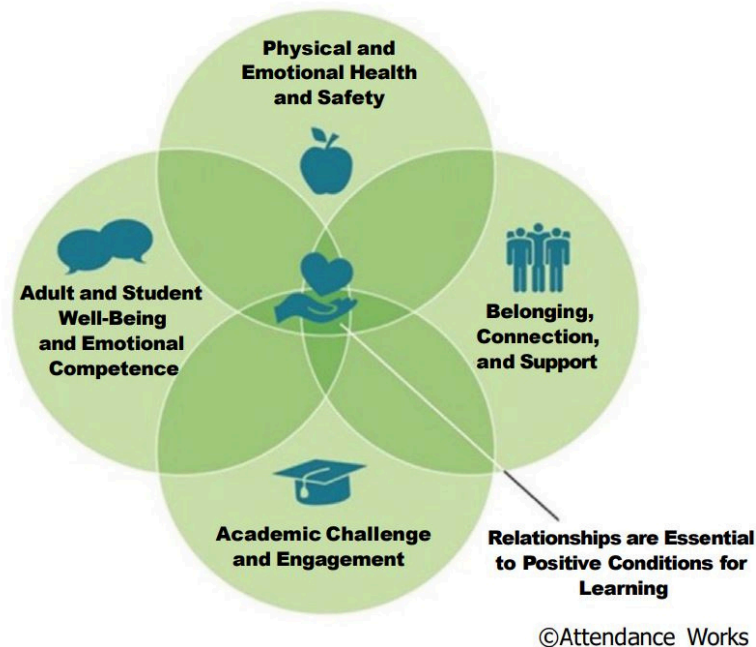 Physical and
Emotional Health
and Safety
Adult and Student
Well-Being
and Emotional
Competence
Belonging,
Connection,
and Support
Academic Challenge
and Engagement
Relationships are Essential
to Positive Conditions for
Learning
©Attendance Works